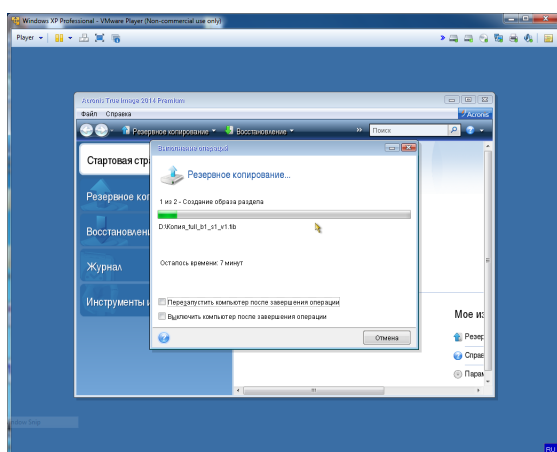 Windows XP Professional - VMware Player (Non-commercial use only)
Player
Acronis True Image 2014 Premium
Файл Справка
Acronis
Резервное копирование Восстановление » Поиск
Стартовая стр
Резервное коп
Восстановлени
Журнал
Инструменты и
Выполнение операций
Резервное копирование...
1 из 2 - Создание образа раздела
D:\Копия_full_b1_s1_v1.tib
Осталось времени: 7 минут
Перезапустить компьютер после завершения операции
Выключить компьютер после завершения операции
Отмена
Мое из
Резер
Справ
Парам
RU